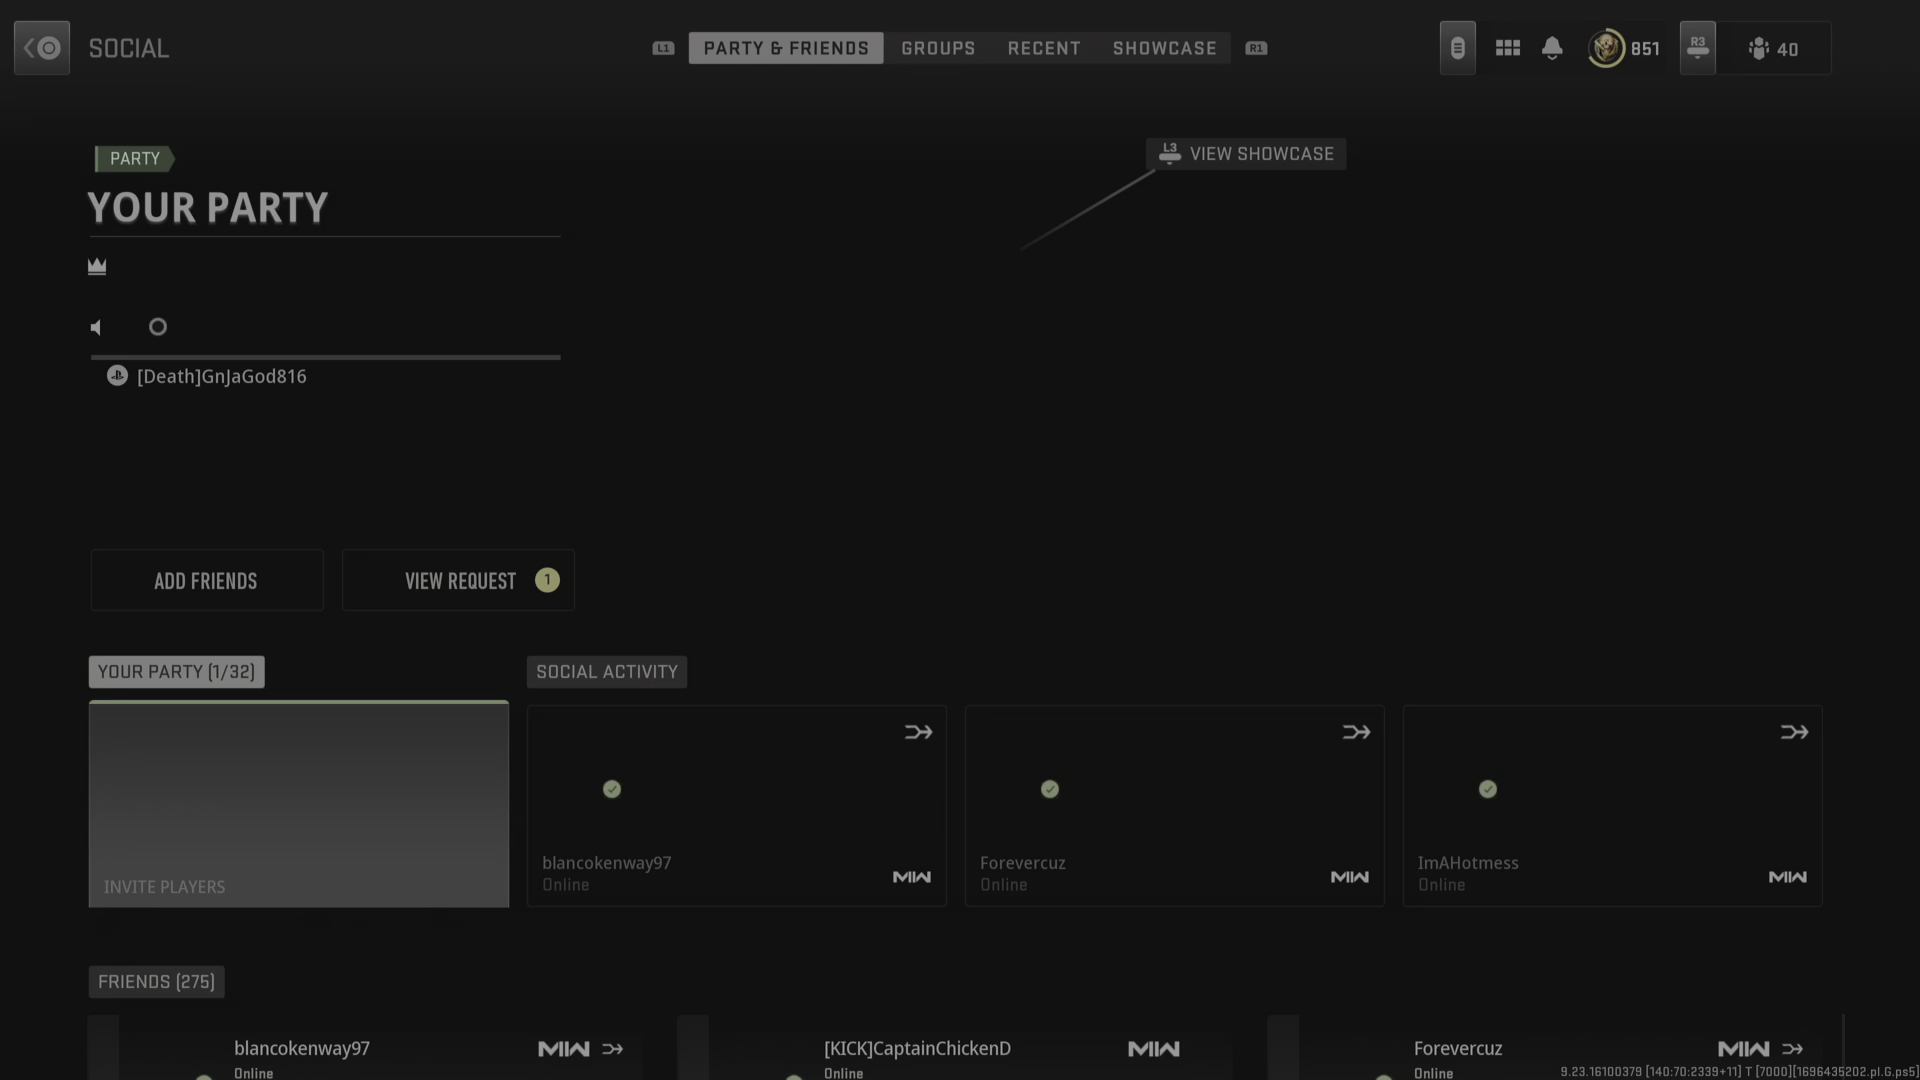 SOCIAL
L1 PARTY & FRIENDS GROUPS RECENT SHOWCASE R1
851 R3 40
PARTY
L3 VIEW SHOWCASE
YOUR PARTY
[Death]GnJaGod816
ADD FRIENDS
VIEW REQUEST 1
YOUR PARTY (1/32)
SOCIAL ACTIVITY
INVITE PLAYERS
blancokenway97
Online
MW
Forevercuz
Online
MW
ImAHotmess
Online
MW
FRIENDS (275)
blancokenway97
Online
MW
[KICK]CaptainChickenD
Online
MW
Forevercuz
Online
MW
9.23.16100379 [140:70:2339+11] T [7000][1696435202.pl.G.ps5]